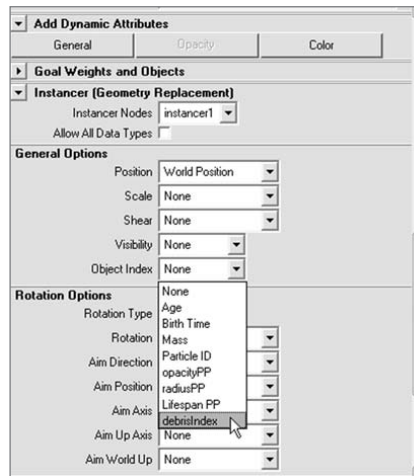 Add Dynamic Attributes
General Opacity Color
Goal Weights and Objects
Instancer (Geometry Replacement)
Instancer Nodes instancer1
Allow All Data Types
General Options
Position World Position
Scale None
Shear None
Visibility None
Object Index None
None
Rotation Options
Age
Rotation Type
Birth Time
Rotation Mass
Particle ID
Aim Direction
opacityPP
Aim Position radiusPP
Lifespan PP
Aim Axis
debrisIndex
Aim Up Axis None
Aim World Up None